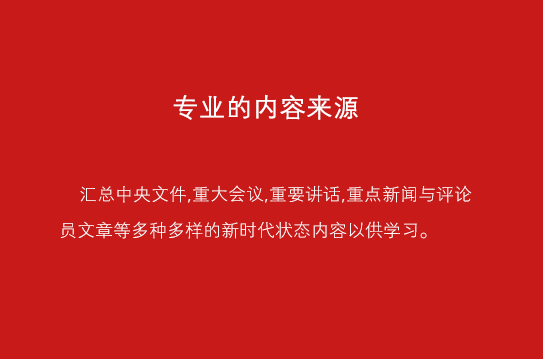 专业的内容来源
汇总中央文件,重大会议,重要讲话,重点新闻与评论
员文章等多种多样的新时代状态内容以供学习。